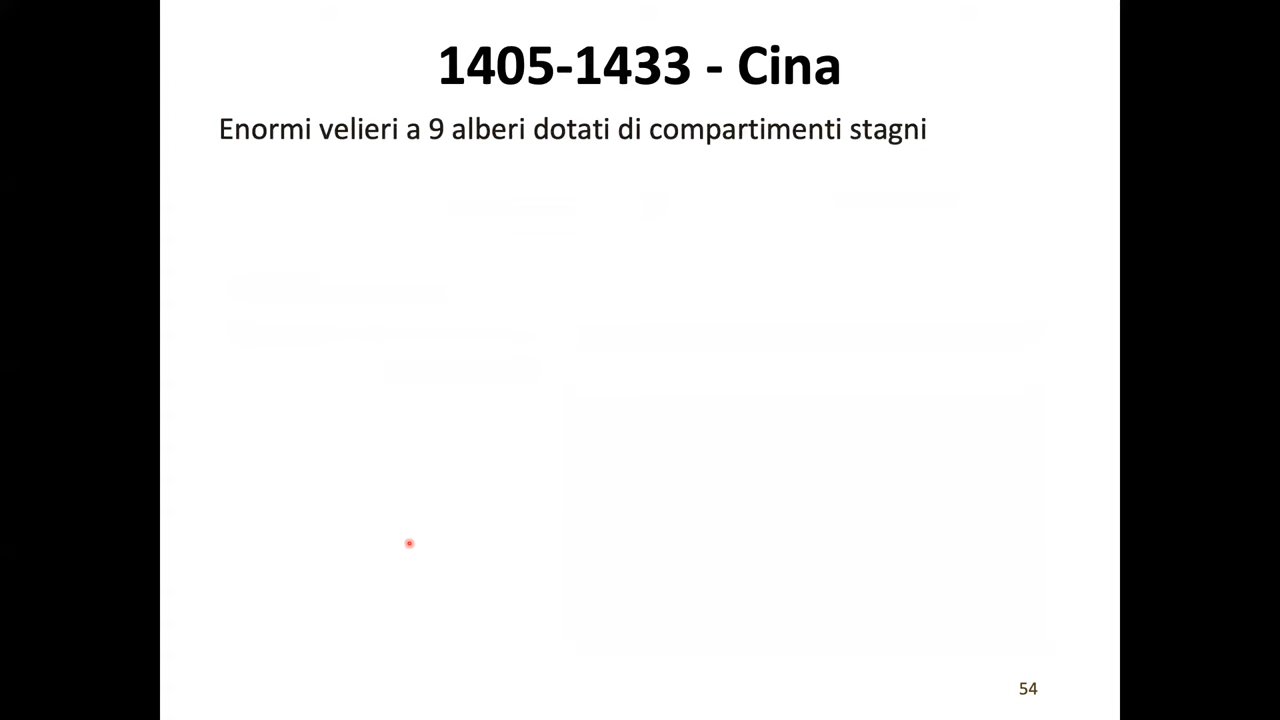 1405-1433 - Cina
Enormi velieri a 9 alberi dotati di compartimenti stagni
54